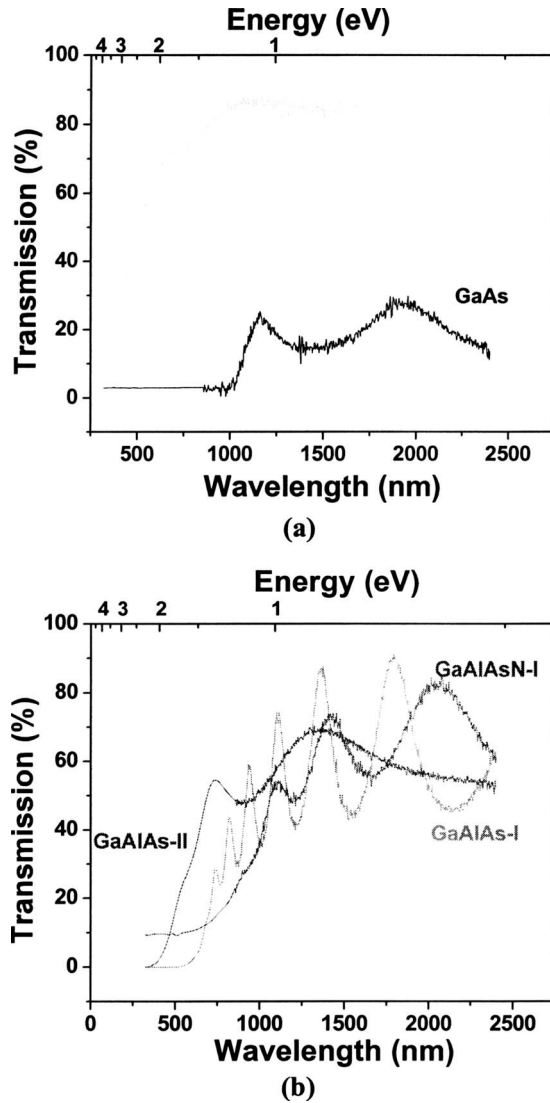 Energy (eV)
4 3 2 1
100
80
60
40
20
0
Transmission (%)
GaAs
500 1000 1500 2000 2500
Wavelength (nm)
(a)
Energy (eV)
4 3 2 1
100
80
60
40
20
0
Transmission (%)
GaAlAsN-I
GaAlAs-II
GaAlAs-I
0 500 1000 1500 2000 2500
Wavelength (nm)
(b)